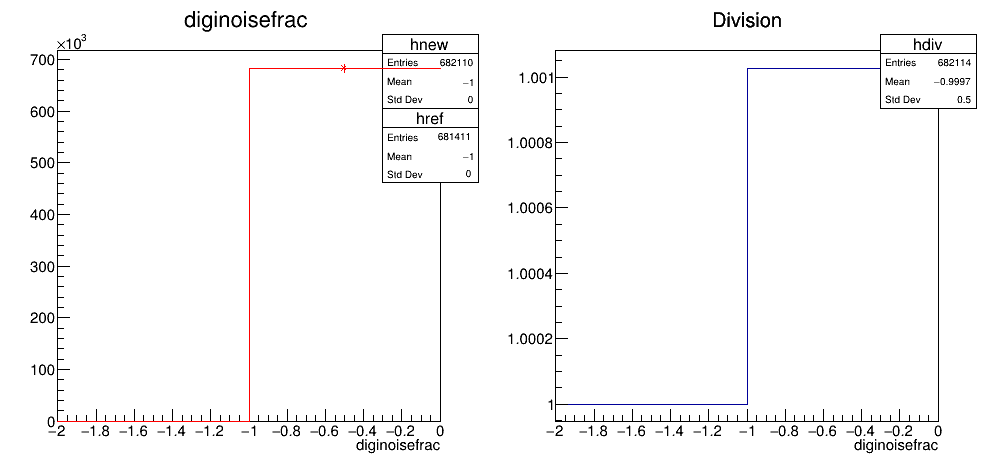 diginoisefrac
×10³
700
600
500
400
300
200
100
0
−2 −1.8 −1.6 −1.4 −1.2 −1 −0.8 −0.6 −0.4 −0.2 0
diginoisefrac
hnew
Entries 682110
Mean −1
Std Dev 0
href
Entries 681411
Mean −1
Std Dev 0
Division
1.001
1.0008
1.0006
1.0004
1.0002
1
−2 −1.8 −1.6 −1.4 −1.2 −1 −0.8 −0.6 −0.4 −0.2 0
diginoisefrac
hdiv
Entries 682114
Mean −0.9997
Std Dev 0.5